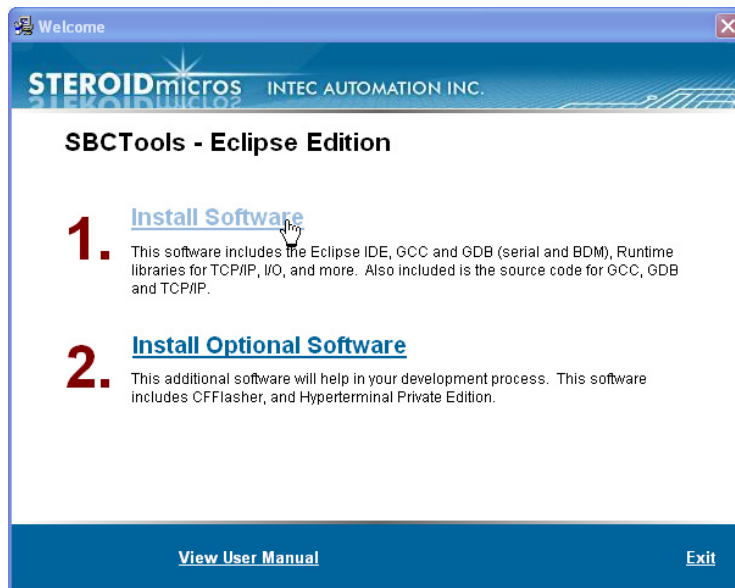 Welcome
STEROIDmicros INTEC AUTOMATION INC.
SBCTools - Eclipse Edition
1. Install Software
This software includes the Eclipse IDE, GCC and GDB (serial and BDM), Runtime
libraries for TCP/IP, I/O, and more. Also included is the source code for GCC, GDB
and TCP/IP.
2. Install Optional Software
This additional software will help in your development process. This software
includes CFFlasher, and Hyperterminal Private Edition.
View User Manual Exit